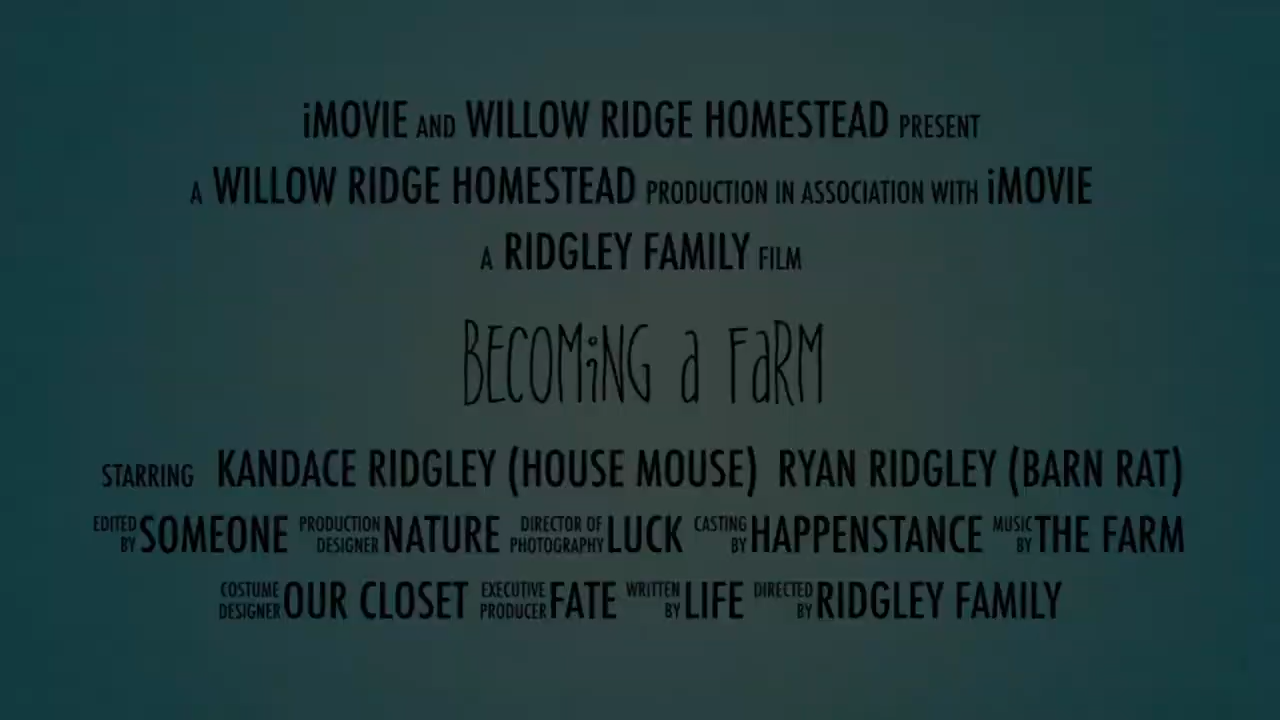 iMOVIE AND WILLOW RIDGE HOMESTEAD PRESENT
A WILLOW RIDGE HOMESTEAD PRODUCTION IN ASSOCIATION WITH iMOVIE
A RIDGLEY FAMILY FILM
BECOMiNG a FaRM
STARRING KANDACE RIDGLEY (HOUSE MOUSE) RYAN RIDGLEY (BARN RAT)
EDITED BY SOMEONE PRODUCTION DESIGNER NATURE DIRECTOR OF PHOTOGRAPHY LUCK CASTING BY HAPPENSTANCE MUSIC BY THE FARM
COSTUME DESIGNER OUR CLOSET EXECUTIVE PRODUCER FATE WRITTEN BY LIFE DIRECTED BY RIDGLEY FAMILY